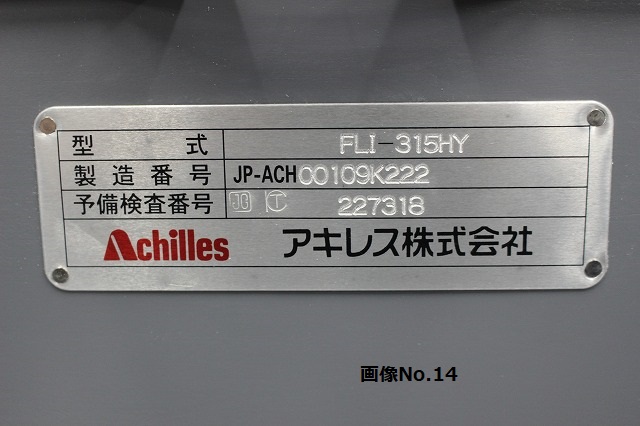 型式 FLI-315HY
製造番号 JP-ACH00109K222
予備検査番号 JG T 227318
Achilles アキレス株式会社
画像No.14